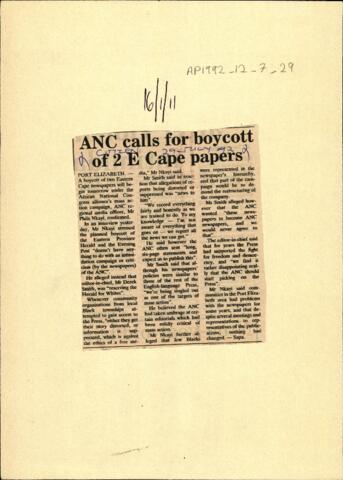 AP1992_12_7_29
16/1/11
ANC calls for boycott
of 2 E Cape papers
PORT ELIZABETH. —
A boycott of two Eastern
Cape newspapers will be-
gin tomorrow under the
African National Con-
gress alliance's mass ac-
tion campaign, ANC re-
gional media officer, Mr
Phila Nkayi, confirmed.
In an interview yester-
day, Mr Nkayi stressed
the planned boycott of
the Eastern Province
Herald and the Evening
Post "doesn't have any-
thing to do with an intim-
idation campaign or anti-
(by the newspapers)
of the ANC".
He alleged instead that
editor-in-chief, Mr Derek
Smith, was "reserving the
Herald for Whites".
Whenever community
organisations from local
Black townships at-
tempted to gain access to
the Press, "either they get
their story distorted, or
information is sup-
pressed, which is against
the ethics of a free me-
dia," Mr Nkayi said.
Mr Smith said in reac-
tion that allegations of re-
ports being distorted or
supressed was "news to
him".
"We record everything
fairly and honestly as we
are trained to do. To my
knowledge — I'm not
aware of everything that
goes on — we report as
the news we can get."
He said however the
ANC often sent "long,
six-page statements, and
expect us to publish this".
Mr Smith said that al-
though his newspapers'
policies were similar to
those of the rest of the
English-language Press,
"we're being singled out
as one of the targets of
mass action".
He believed the ANC
had taken umbrage at cer-
tain editorials which had
been mildly critical of
mass action.
Mr Nkayi further al-
leged that few Blacks
were represented in the
newspaper's hierarchy,
and that part of the cam-
paign would be to de-
mand the restructuring of
the company.
Mr Smith alleged how-
ever that the ANC
wanted "these news-
papers to become ANC
newspapers, and we
would never agree to
that".
The editor-in-chief said
that for years the Press
had supported the fight
for freedom and democ-
racy, and "we find it
rather disappointing really
that the ANC should
start picking on the
Press".
Mr Nkayi said commu-
nities in the Port Eliza-
beth area had problems
with the newspapers for
some years, and that de-
spite several meetings and
representations to rep-
resentatives of the public-
ations, nothing had
changed. — Sapa.